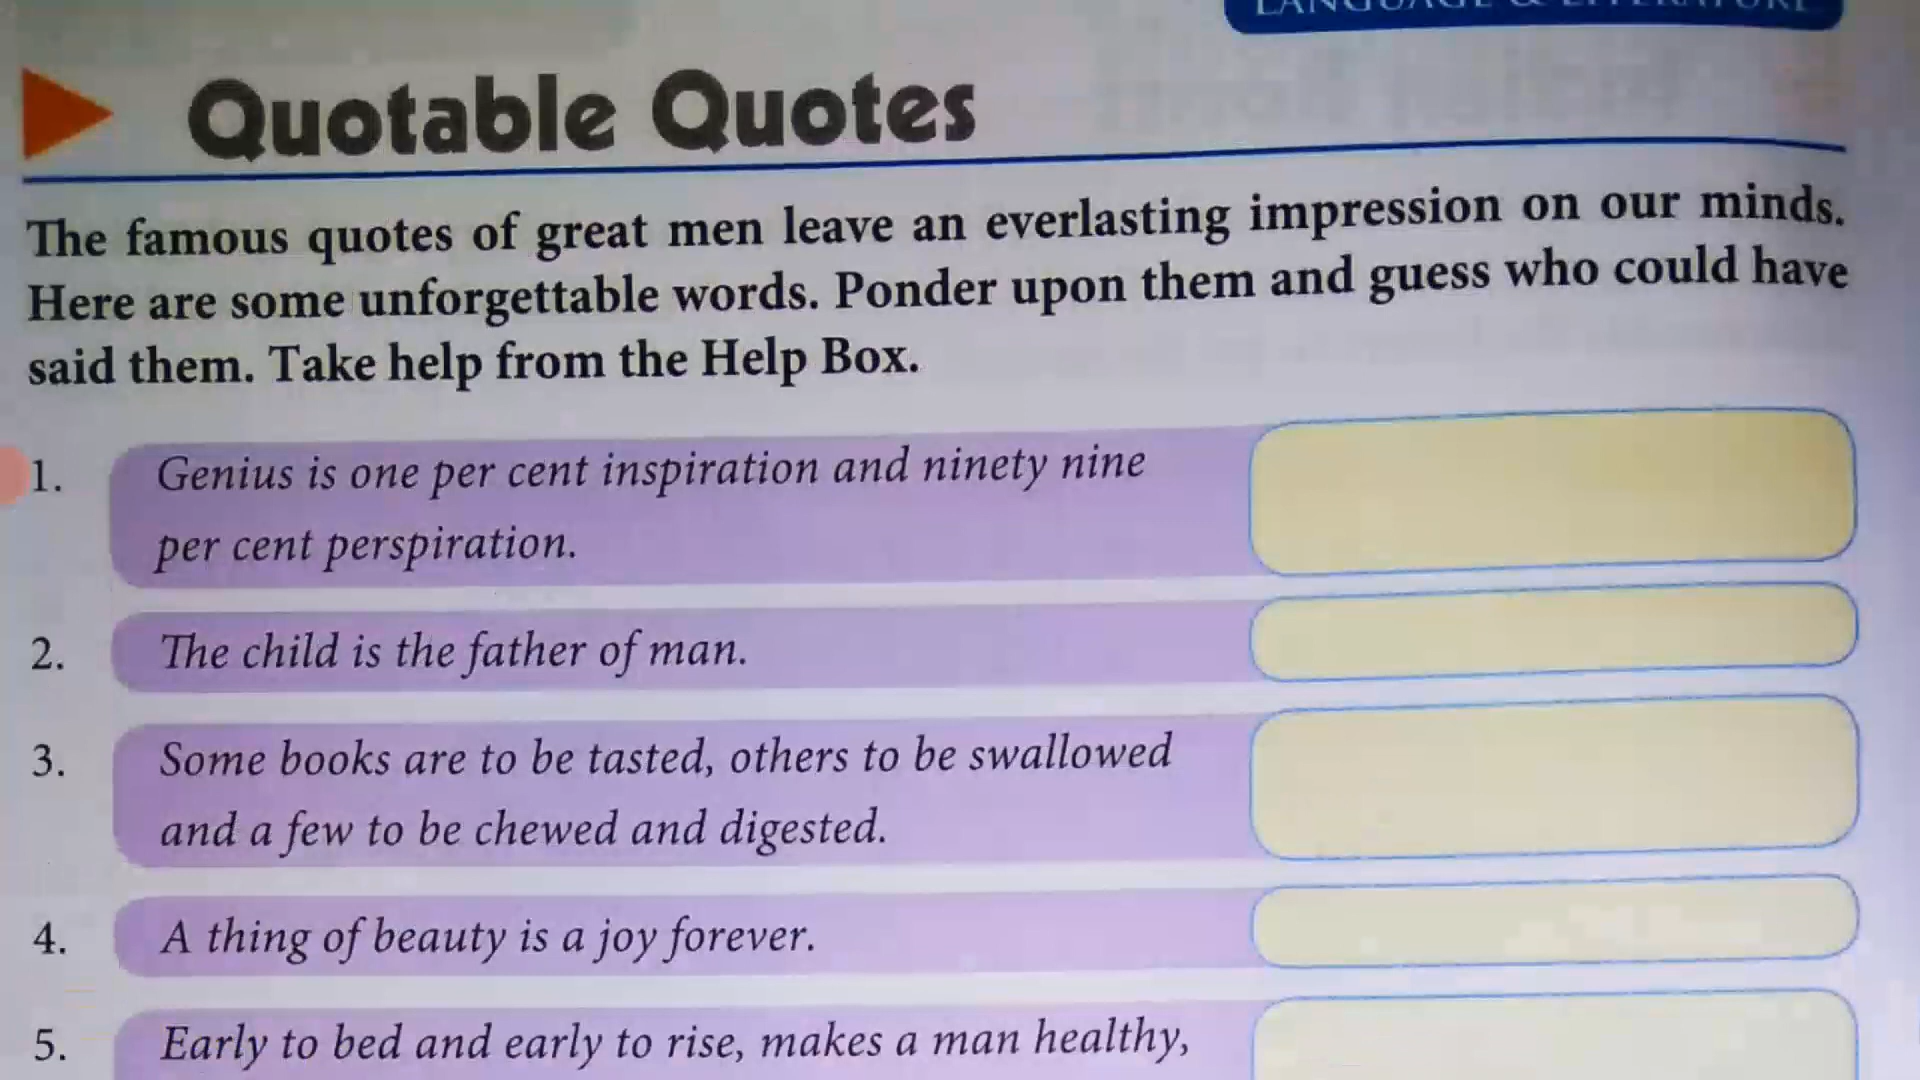 LANGUAGE & LITERATURE
Quotable Quotes
The famous quotes of great men leave an everlasting impression on our minds.
Here are some unforgettable words. Ponder upon them and guess who could have
said them. Take help from the Help Box.
1. Genius is one per cent inspiration and ninety nine
per cent perspiration.
2. The child is the father of man.
3. Some books are to be tasted, others to be swallowed
and a few to be chewed and digested.
4. A thing of beauty is a joy forever.
5. Early to bed and early to rise, makes a man healthy,